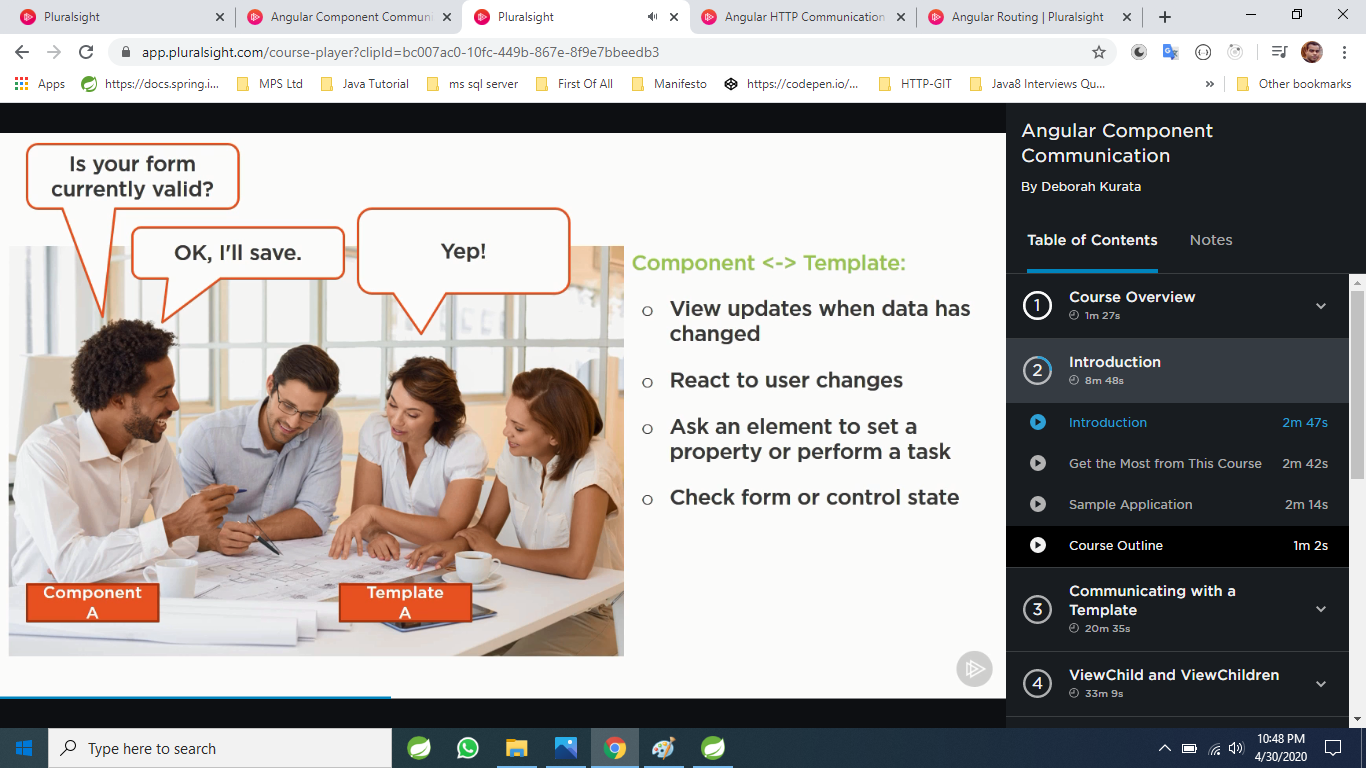 Pluralsight
Angular Component Communi
Pluralsight
Angular HTTP Communication
Angular Routing | Pluralsight
app.pluralsight.com/course-player?clipId=bc007ac0-10fc-449b-867e-8f9e7bbeedb3
Apps
https://docs.spring.i...
MPS Ltd
Java Tutorial
ms sql server
First Of All
Manifesto
https://codepen.io/...
HTTP-GIT
Java8 Interviews Qu...
»
Other bookmarks
Is your form
currently valid?
OK, I'll save.
Yep!
Component
A
Template
A
Component <-> Template:
o View updates when data has
changed
o React to user changes
o Ask an element to set a
property or perform a task
o Check form or control state
Angular Component
Communication
By Deborah Kurata
Table of Contents
Notes
1 Course Overview
1m 27s
2 Introduction
8m 48s
Introduction 2m 47s
Get the Most from This Course 2m 42s
Sample Application 2m 14s
Course Outline 1m 2s
3 Communicating with a
Template
20m 35s
4 ViewChild and ViewChildren
33m 9s
Type here to search
10:48 PM
4/30/2020